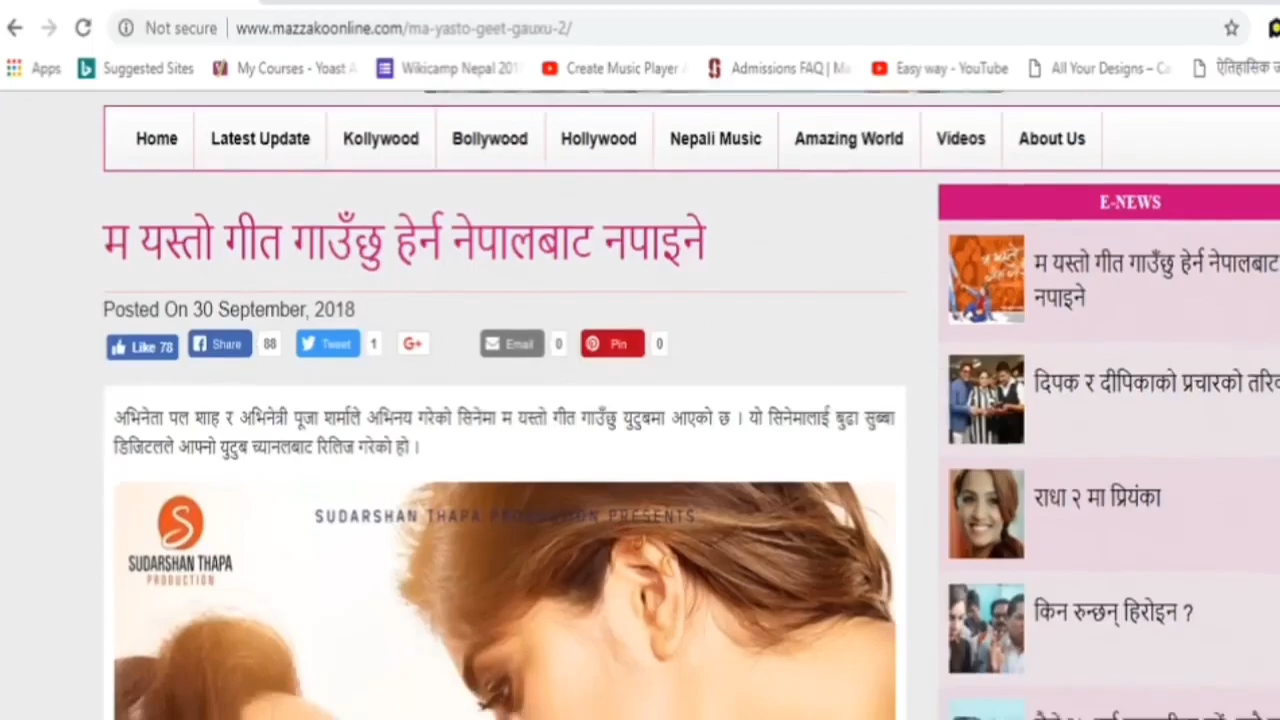 Not secure
www.mazzakoonline.com/ma-yasto-geet-gauxu-2/
Apps
Suggested Sites
My Courses - Yoast
Wikicamp Nepal
Create Music Player
Admissions FAQ |
Easy way - YouTube
All Your Designs –
Home
Latest Update
Kollywood
Bollywood
Hollywood
Nepali Music
Amazing World
Videos
About Us
म यस्तो गीत गाउँछु हेर्न नेपालबाट नपाइने
Posted On 30 September, 2018
Like 78
Share
88
Tweet
1
G+
Email
0
Pin
0
अभिनेता पल शाह र अभिनेत्री पूजा शर्माले अभिनय गरेको सिनेमा म यस्तो गीत गाउँछु युटुबमा आएको छ । यो सिनेमालाई बुढा सुब्बा
डिजिटलले आफ्नो युटुब च्यानलबाट रिलिज गरेको हो ।
SUDARSHAN THAPA PRODUCTION PRESENTS
S
SUDARSHAN THAPA
PRODUCTION
E-NEWS
म यस्तो गीत गाउँछु हेर्न नेपालबाट
नपाइने
दिपक र दीपिकाको प्रचारको
राधा २ मा प्रियंका
किन रुन्छन् हिरोइन ?